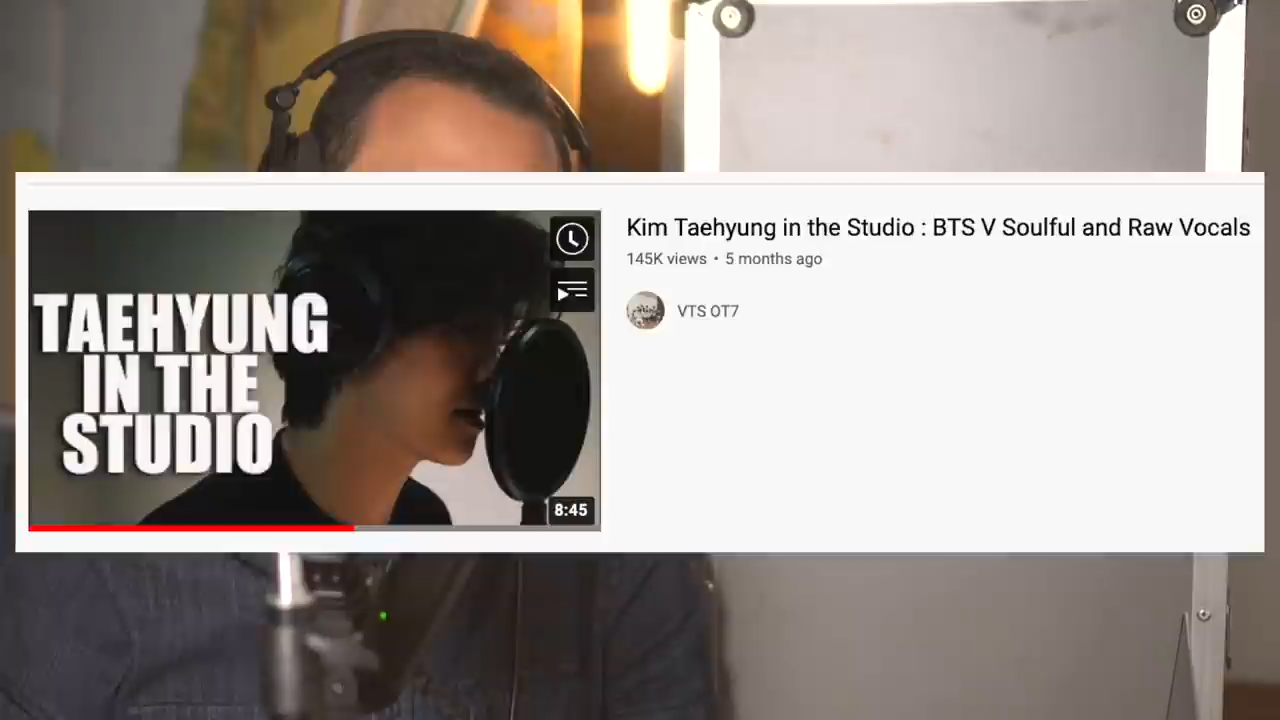 TAEHYUNG
IN THE
STUDIO
8:45
Kim Taehyung in the Studio : BTS V Soulful and Raw Vocals
145K views • 5 months ago
VTS OT7